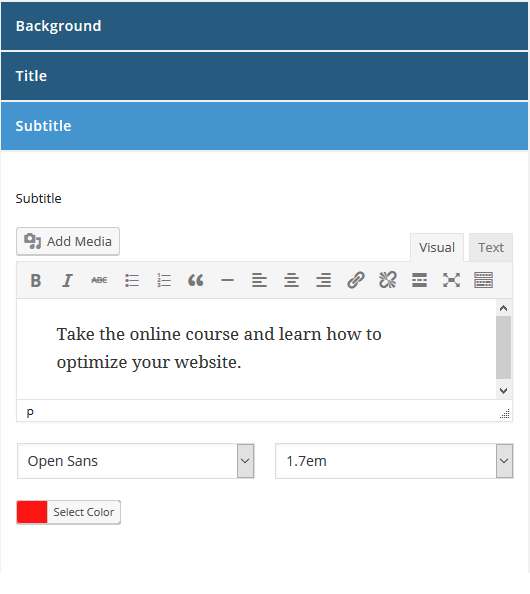 Background
Title
Subtitle
Subtitle
Add Media
Visual Text
B I ABC
Take the online course and learn how to
optimize your website.
p
Open Sans 1.7em
Select Color